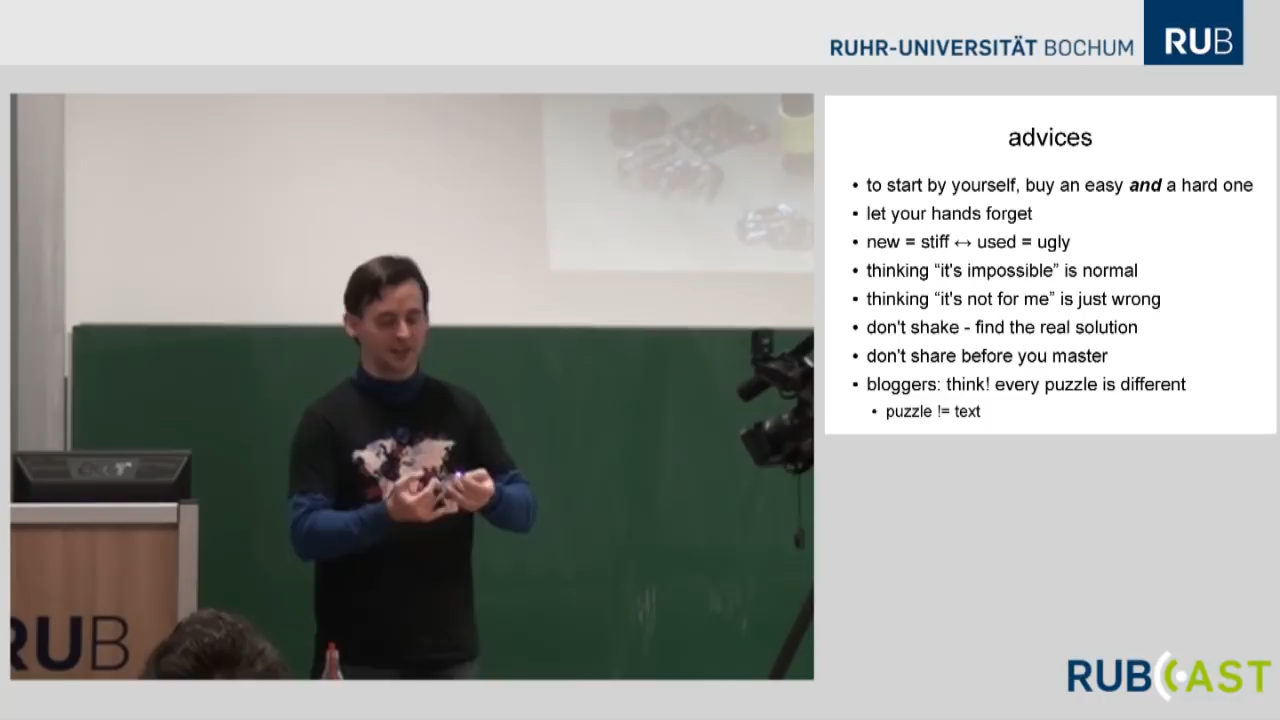 RUHR-UNIVERSITÄT BOCHUM
RUB
advices
• to start by yourself, buy an easy and a hard one
• let your hands forget
• new = stiff ↔ used = ugly
• thinking “it's impossible” is normal
• thinking “it's not for me” is just wrong
• don't shake - find the real solution
• don't share before you master
• bloggers: think! every puzzle is different
• puzzle != text
RUB
RUBCAST